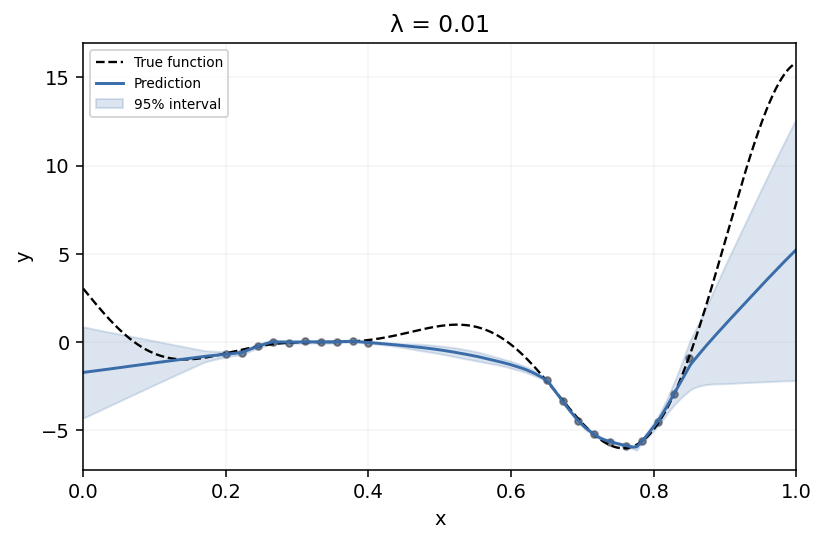 λ = 0.01
True function
Prediction
95% interval
15
10
5
0
−5
y
0.0 0.2 0.4 0.6 0.8 1.0
x